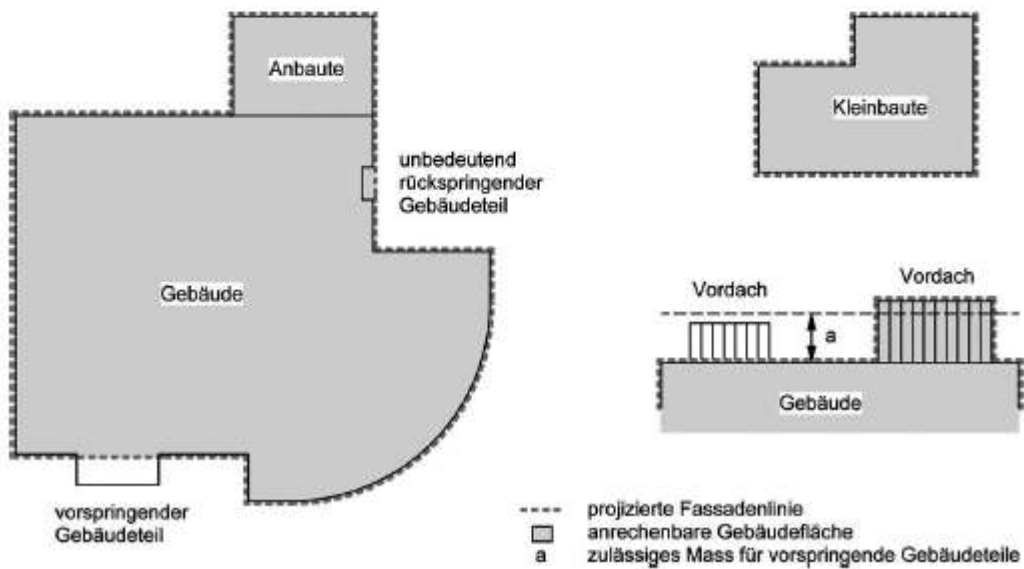 Anbaute
Kleinbaute
unbedeutend
rückspringender
Gebäudeteil
Gebäude
Vordach
Vordach
a
Gebäude
vorspringender
Gebäudeteil
projizierte Fassadenlinie
anrechenbare Gebäudefläche
a zulässiges Mass für vorspringende Gebäudeteile